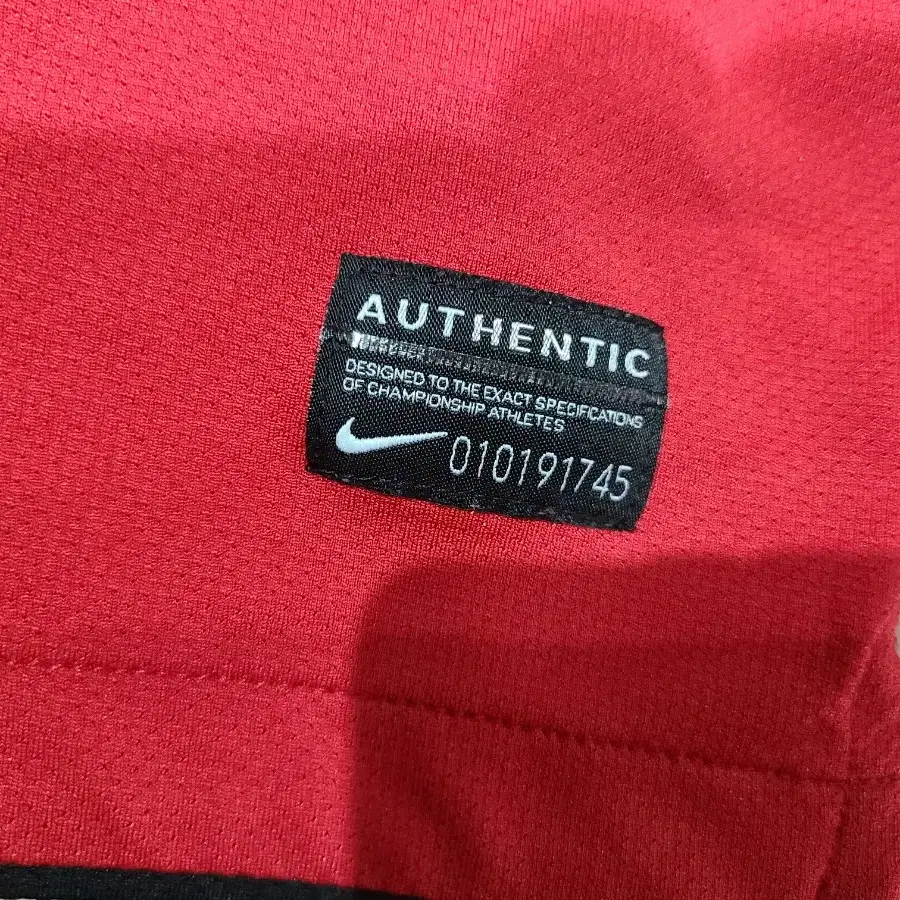 AUTHENTIC
DESIGNED TO THE EXACT SPECIFICATIONS
OF CHAMPIONSHIP ATHLETES
010191745